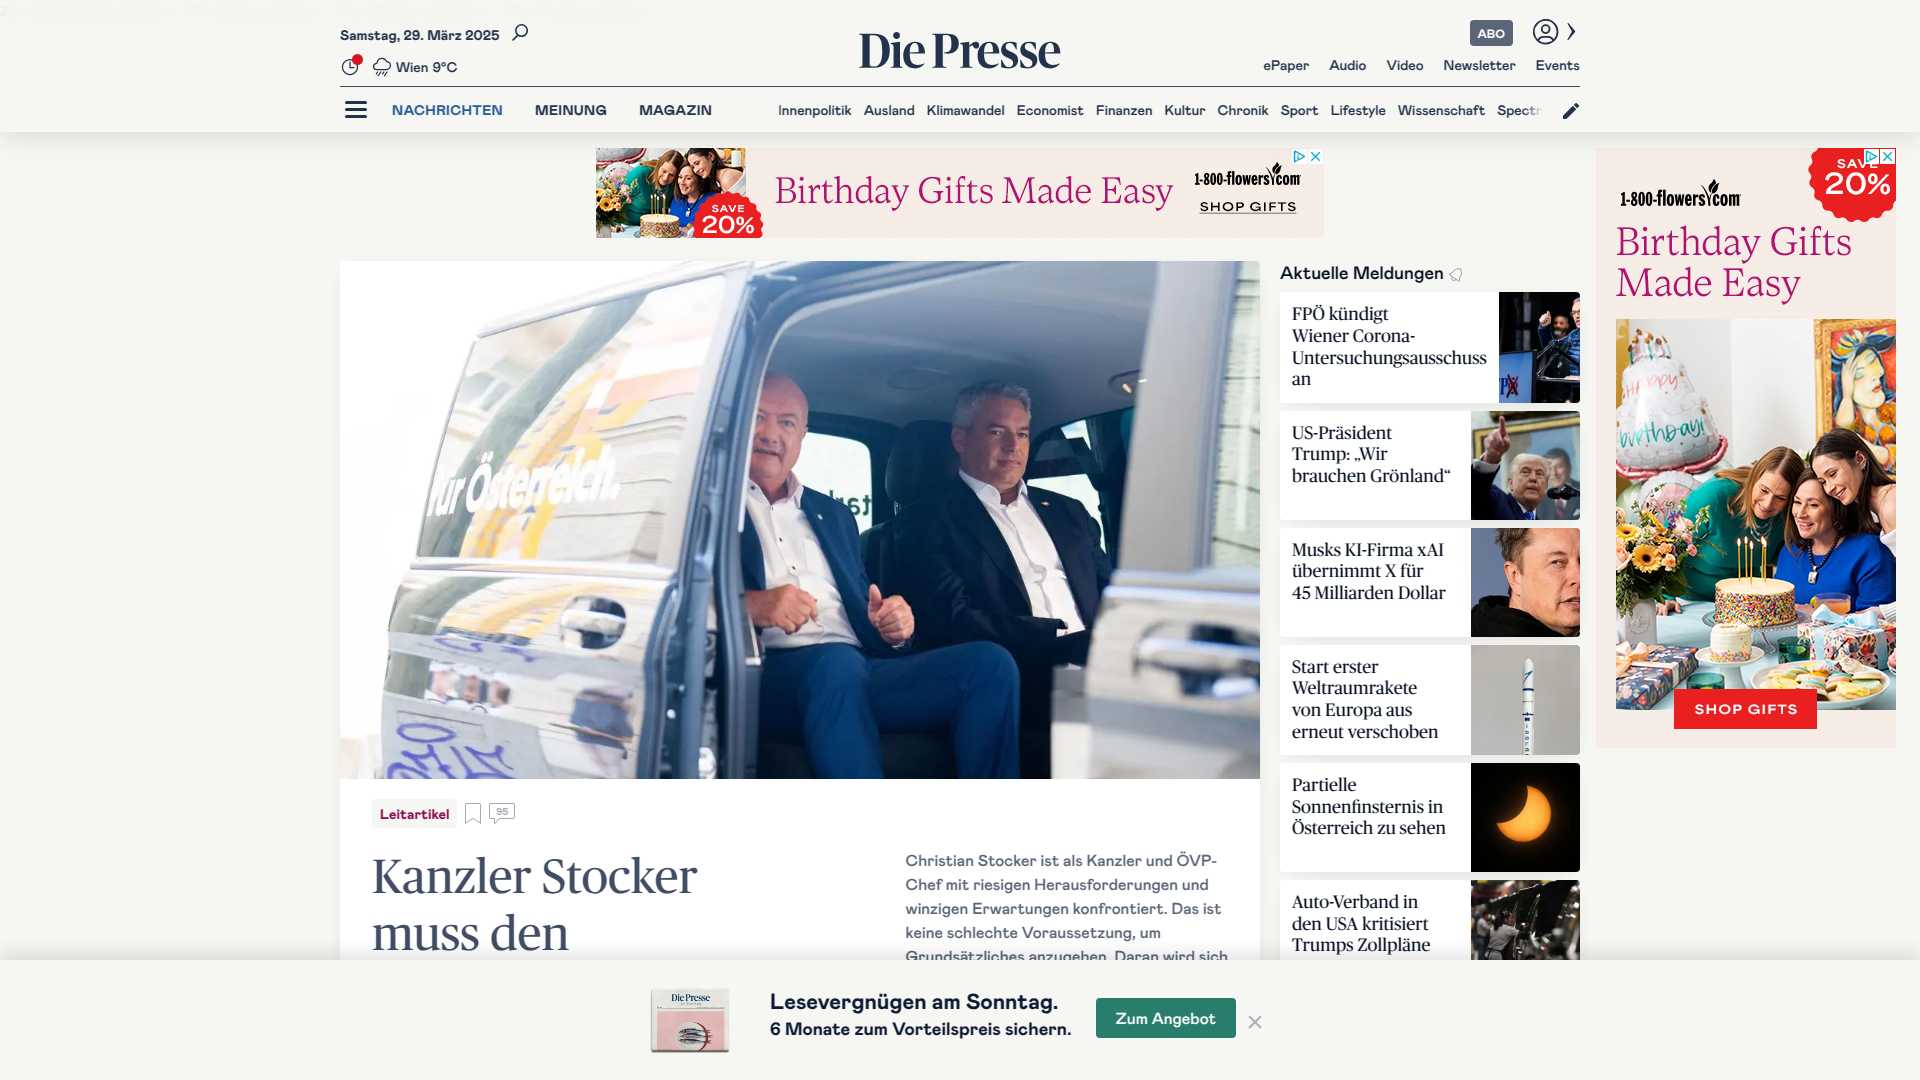 Samstag, 29. März 2025
Wien 9°C
Die Presse
ABO
ePaper Audio Video Newsletter Events
NACHRICHTEN MEINUNG MAGAZIN
Innenpolitik Ausland Klimawandel Economist Finanzen Kultur Chronik Sport Lifestyle Wissenschaft Spectr
SAVE
20%
Birthday Gifts Made Easy
1-800-flowers.com
SHOP GIFTS
SAVE
20%
1-800-flowers.com
Birthday Gifts
Made Easy
HAPPY
birthday!
SHOP GIFTS
für Österreich.
Leitartikel
95
Kanzler Stocker
muss den
Christian Stocker ist als Kanzler und ÖVP-
Chef mit riesigen Herausforderungen und
winzigen Erwartungen konfrontiert. Das ist
keine schlechte Voraussetzung, um
Grundsätzliches anzugehen. Daran wird sich
Aktuelle Meldungen
FPÖ kündigt
Wiener Corona-
Untersuchungsausschuss
an
US-Präsident
Trump: „Wir
brauchen Grönland“
Musks KI-Firma xAI
übernimmt X für
45 Milliarden Dollar
Start erster
Weltraumrakete
von Europa aus
erneut verschoben
Partielle
Sonnenfinsternis in
Österreich zu sehen
Auto-Verband in
den USA kritisiert
Trumps Zollpläne
Die Presse
Lesevergnügen am Sonntag.
6 Monate zum Vorteilspreis sichern.
Zum Angebot